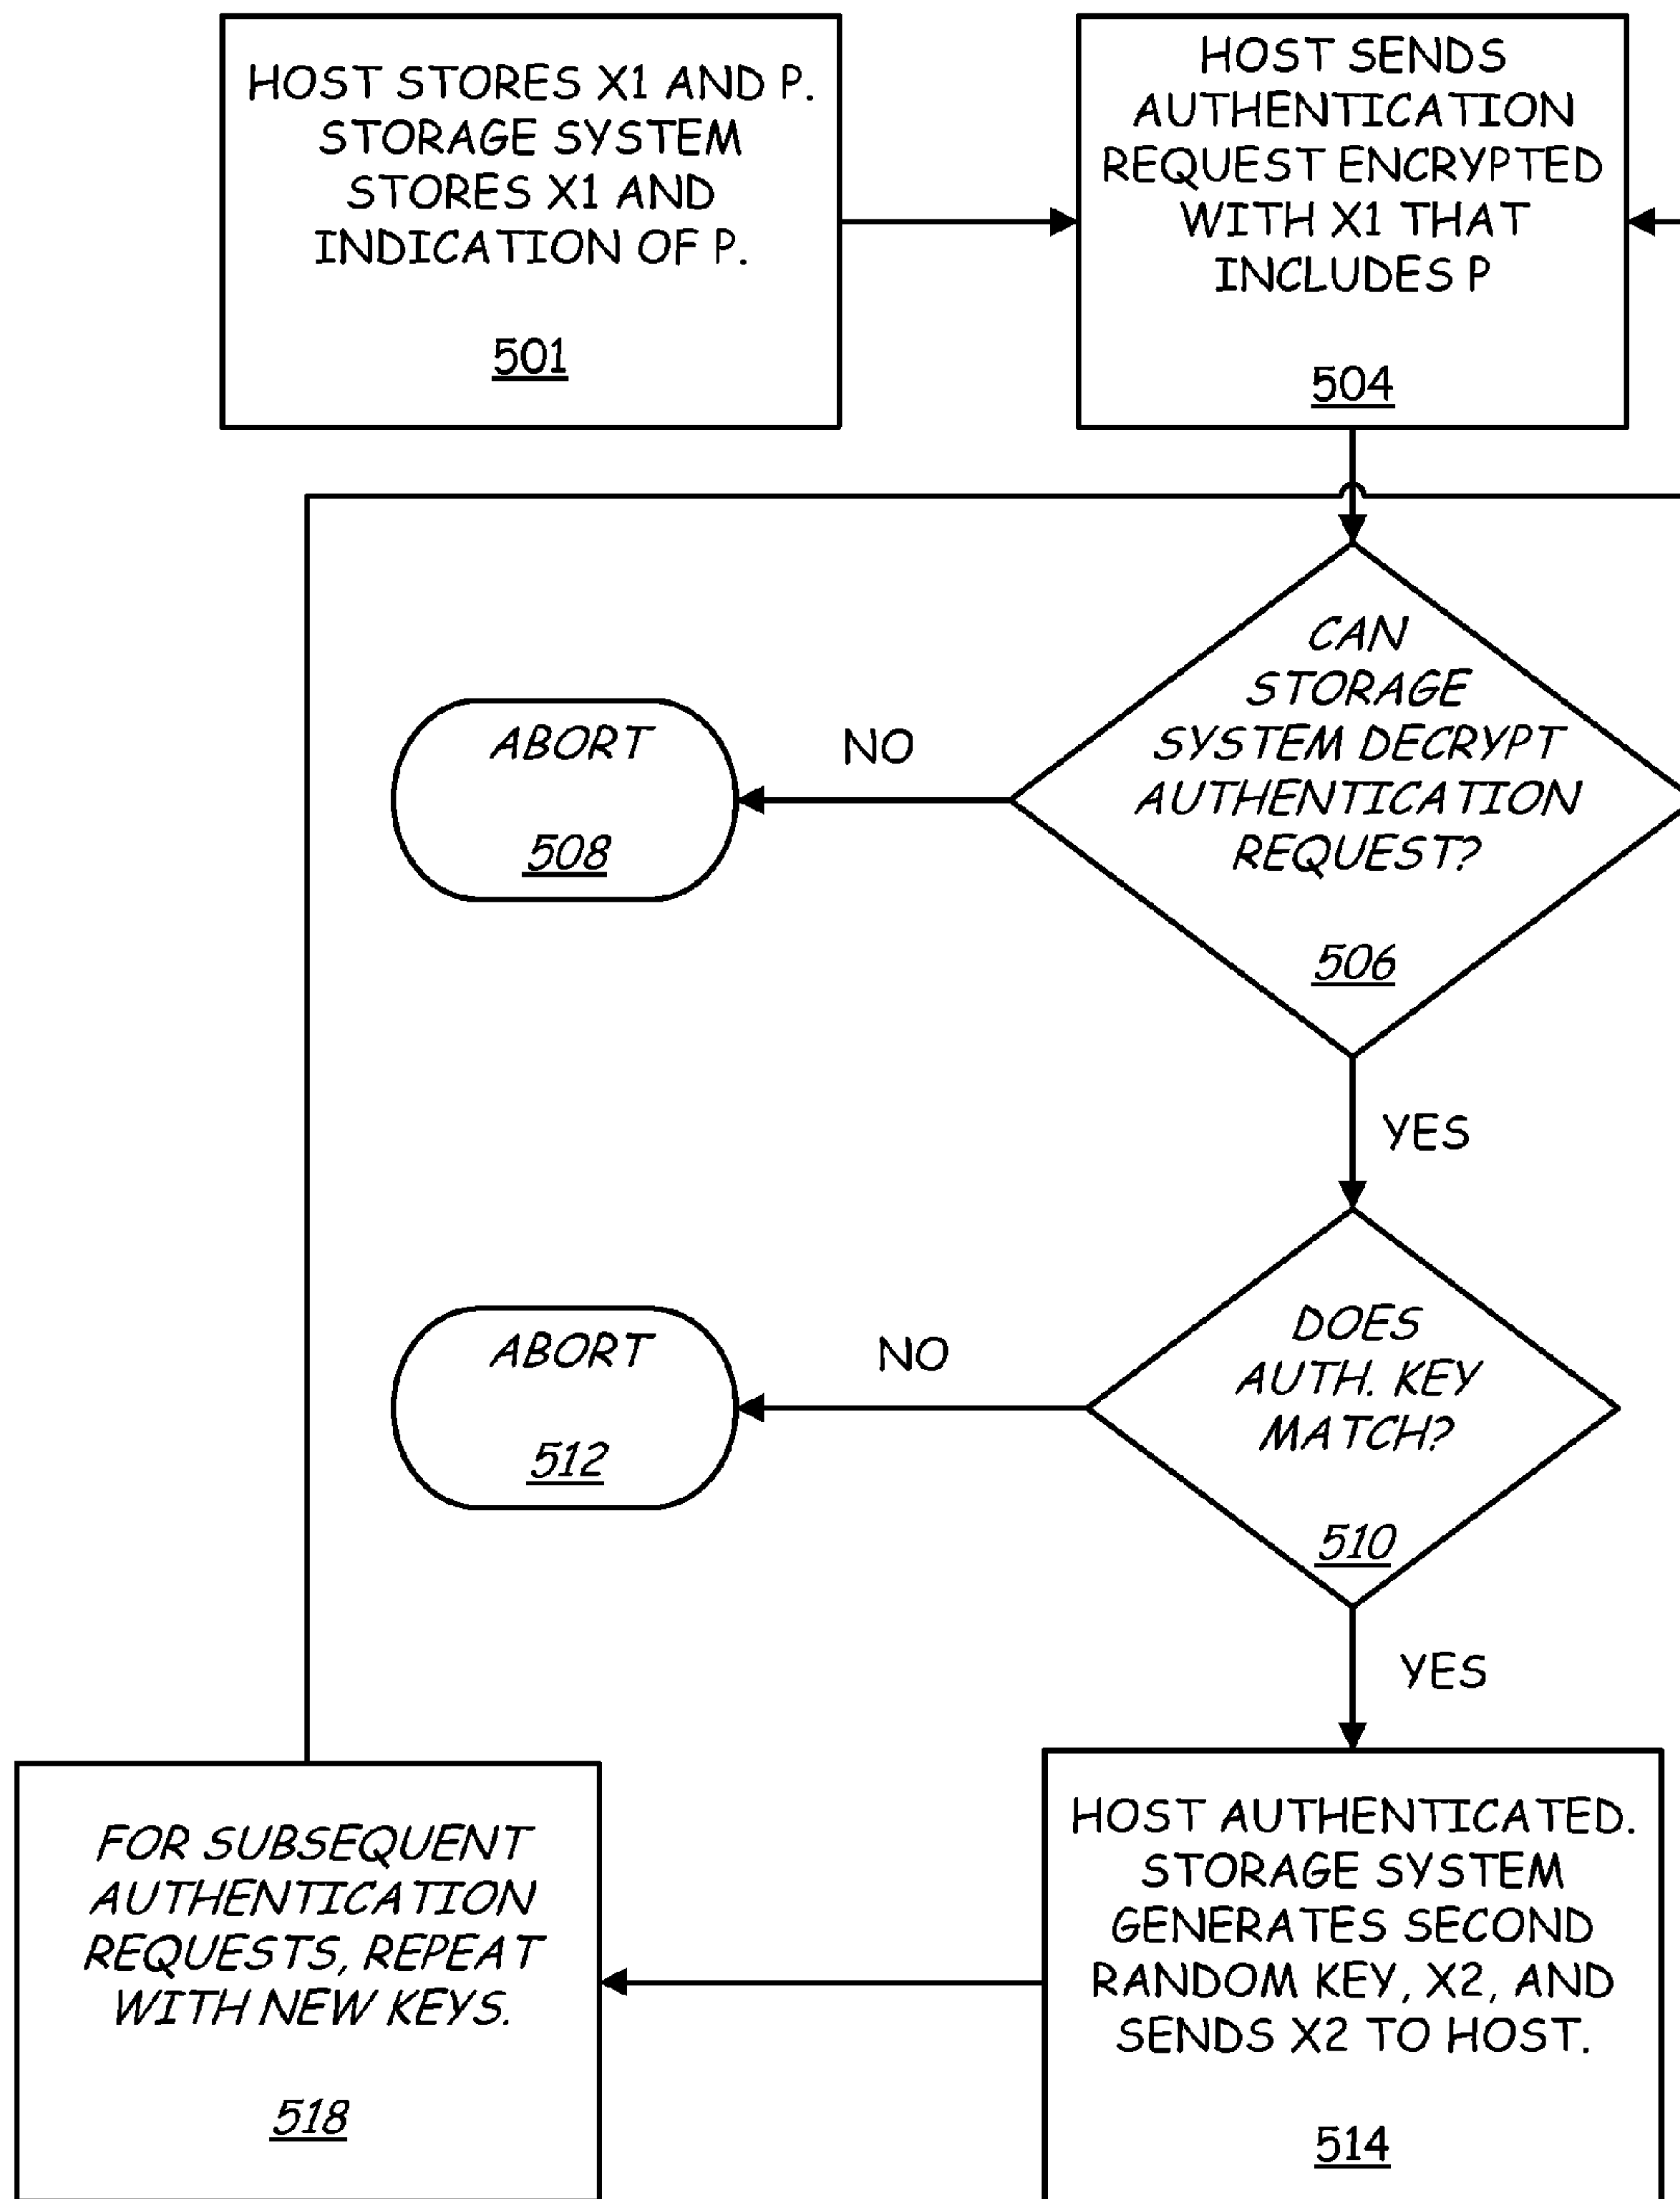 HOST STORES X1 AND P.
STORAGE SYSTEM
STORES X1 AND
INDICATION OF P.
501
HOST SENDS
AUTHENTICATION
REQUEST ENCRYPTED
WITH X1 THAT
INCLUDES P
504
CAN
STORAGE
SYSTEM DECRYPT
AUTHENTICATION
REQUEST?
506
NO
ABORT
508
YES
DOES
AUTH. KEY
MATCH?
510
NO
ABORT
512
YES
HOST AUTHENTICATED.
STORAGE SYSTEM
GENERATES SECOND
RANDOM KEY, X2, AND
SENDS X2 TO HOST.
514
FOR SUBSEQUENT
AUTHENTICATION
REQUESTS, REPEAT
WITH NEW KEYS.
518